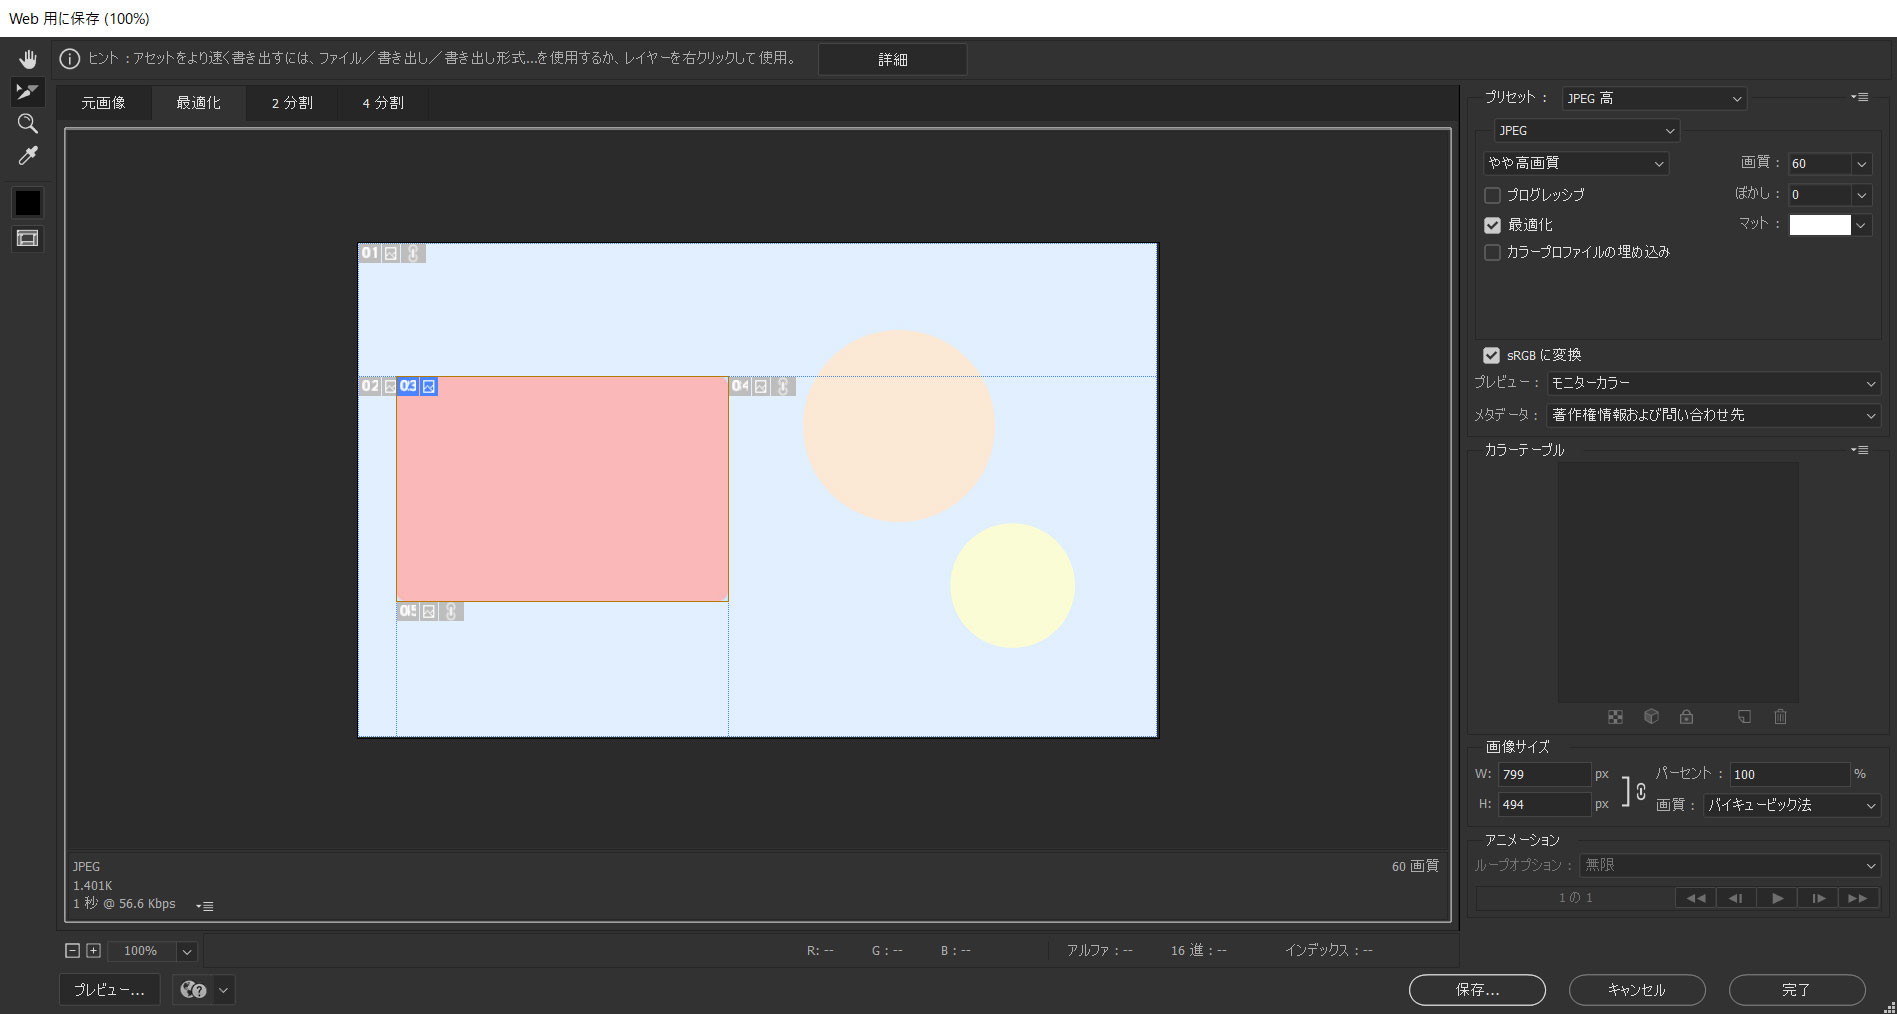 Web 用に保存 (100%)
ヒント : アセットをより速く書き出すには、ファイル／書き出し／書き出し形式...を使用するか、レイヤーを右クリックして使用。
詳細
元画像
最適化
2 分割
4 分割
01
02
03
04
05
JPEG
1.401K
1 秒 @ 56.6 Kbps
60 画質
100%
R: --
G : --
B : --
アルファ : --
16 進 : --
インデックス : --
プレビュー...
プリセット :
JPEG 高
JPEG
やや高画質
画質 :
60
プログレッシブ
ぼかし :
0
最適化
マット :
カラープロファイルの埋め込み
sRGB に変換
プレビュー :
モニターカラー
メタデータ :
著作権情報および問い合わせ先
カラーテーブル
画像サイズ
W:
799
px
パーセント :
100
%
H:
494
px
画質 :
バイキュービック法
アニメーション
ループオプション :
無限
1 の 1
保存...
キャンセル
完了